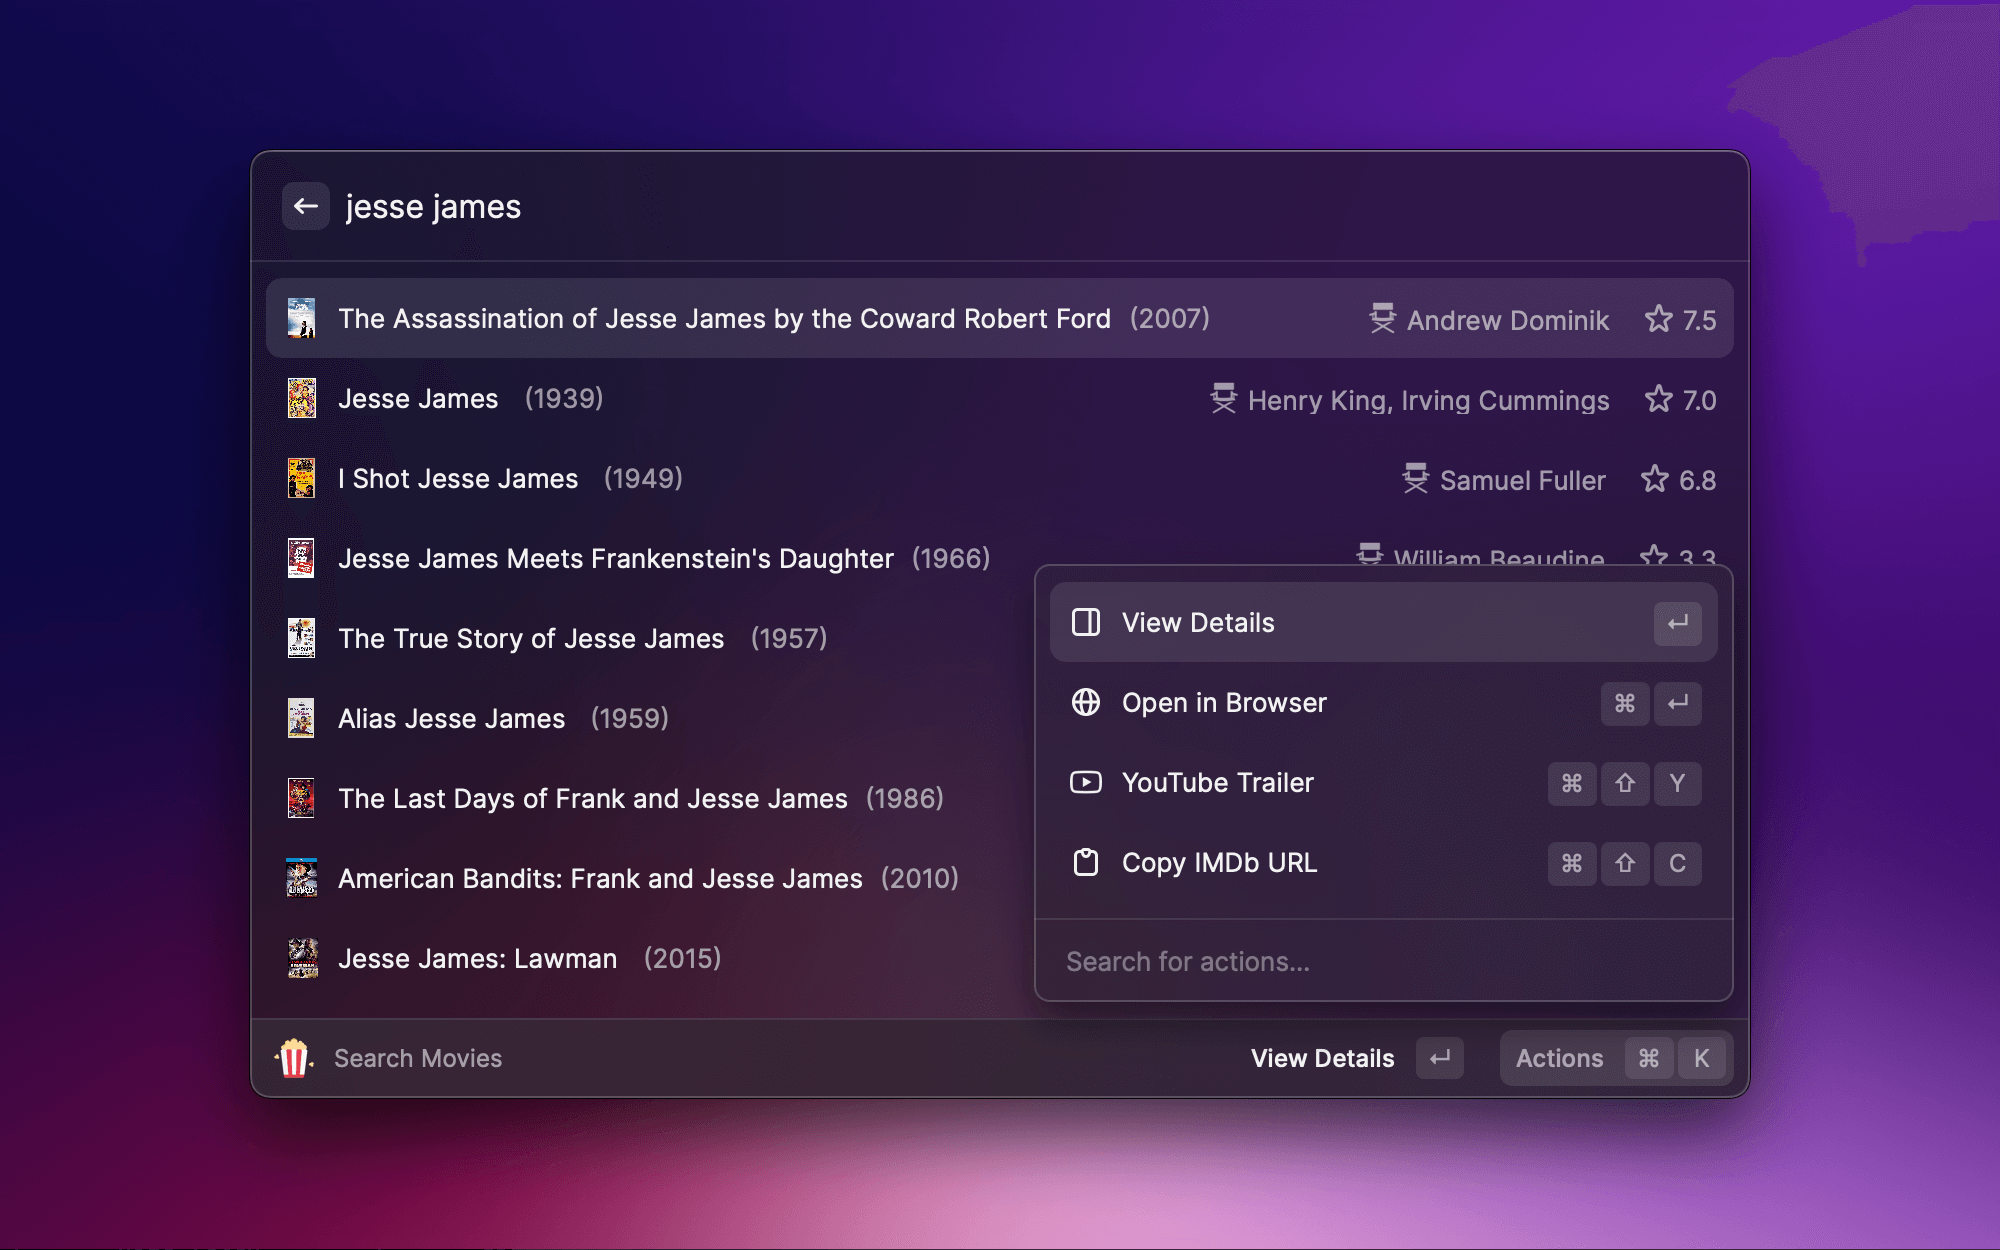 jesse james
The Assassination of Jesse James by the Coward Robert Ford (2007) Andrew Dominik 7.5
Jesse James (1939) Henry King, Irving Cummings 7.0
I Shot Jesse James (1949) Samuel Fuller 6.8
Jesse James Meets Frankenstein's Daughter (1966) William Beaudine 3.3
The True Story of Jesse James (1957)
Alias Jesse James (1959)
The Last Days of Frank and Jesse James (1986)
American Bandits: Frank and Jesse James (2010)
Jesse James: Lawman (2015)
View Details ↵
Open in Browser ⌘ ↵
YouTube Trailer ⌘ ⇧ Y
Copy IMDb URL ⌘ ⇧ C
Search for actions...
Search Movies View Details ↵ Actions ⌘ K